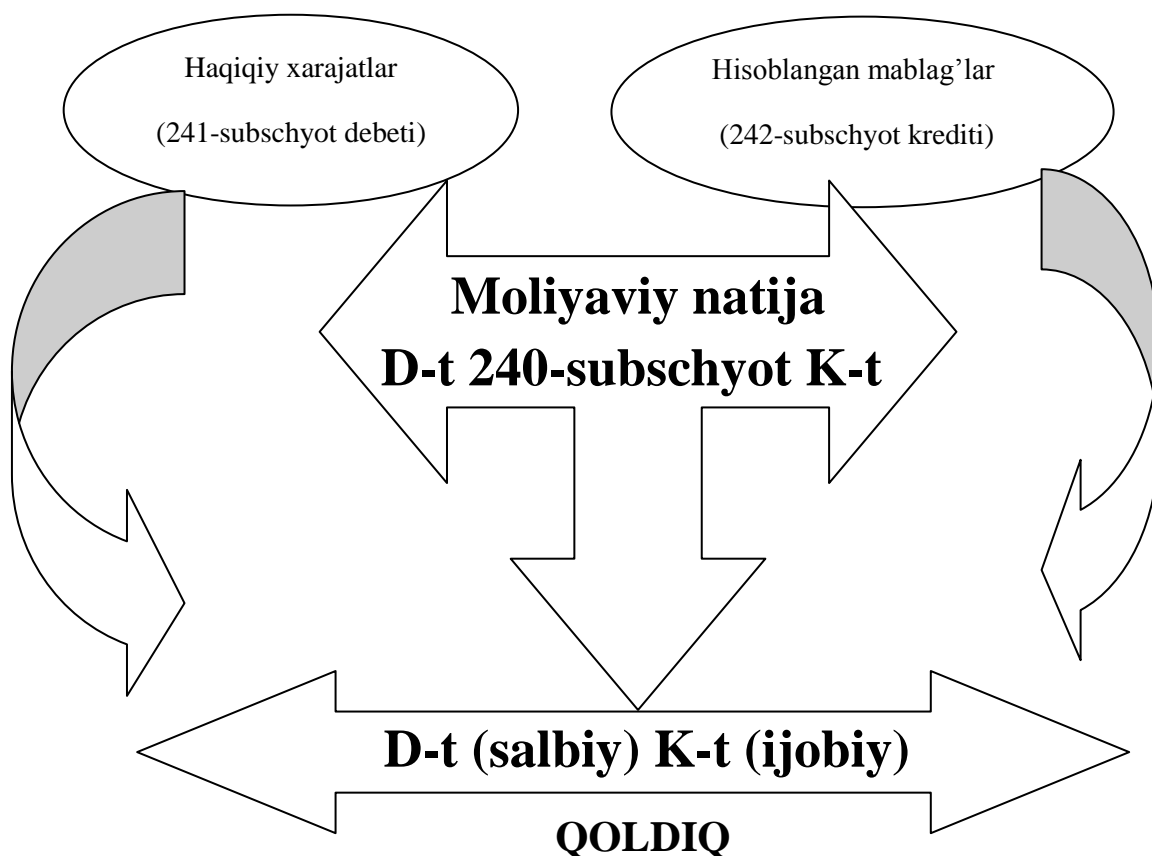 Haqiqiy xarajatlar
(241-subschyot debeti)
Hisoblangan mablag’lar
(242-subschyot krediti)
Moliyaviy natija
D-t 240-subschyot K-t
D-t (salbiy) K-t (ijobiy)
QOLDIQ